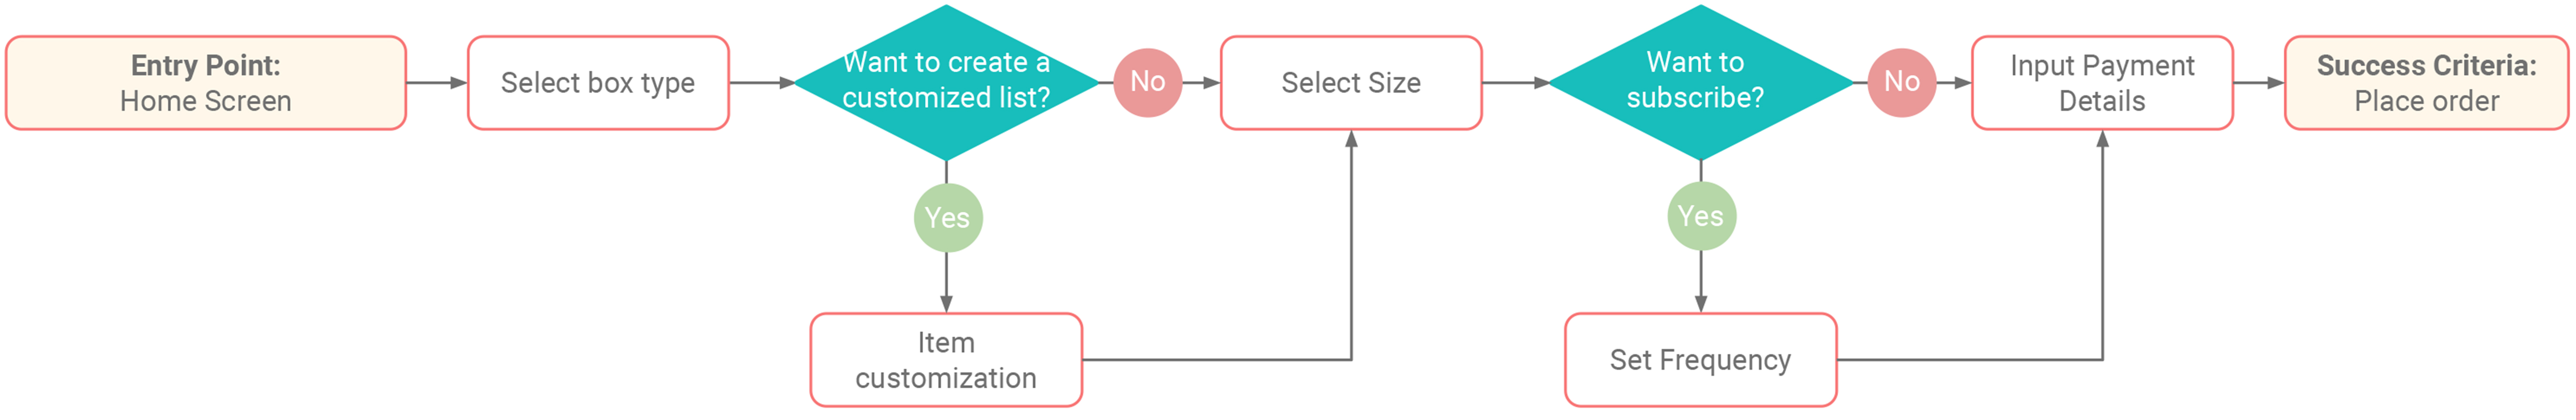 Entry Point:
Home Screen
Select box type
Want to create a
customized list?
No
Yes
Item
customization
Select Size
Want to
subscribe?
No
Yes
Set Frequency
Input Payment
Details
Success Criteria:
Place order